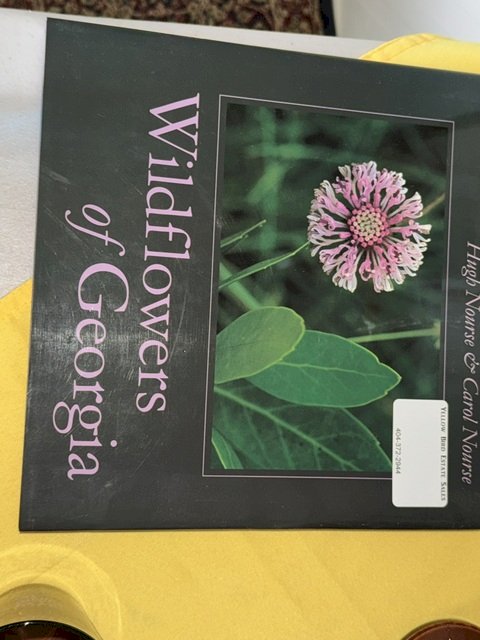 Wildflowers
of Georgia
Hugh Nourse & Carol Nourse
Yellow Bird Estate Sales
404-372-2944